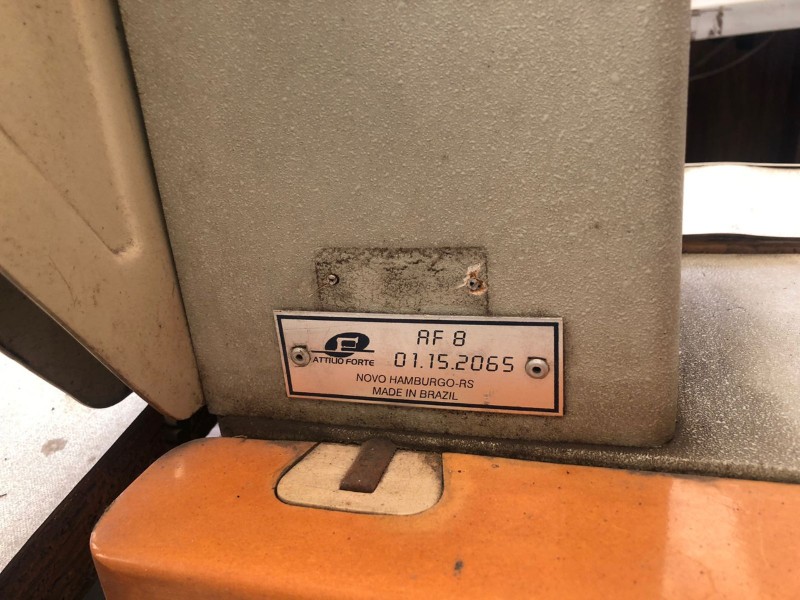 AF 8
ATTILIO FORTE 01.15.2065
NOVO HAMBURGO-RS
MADE IN BRAZIL